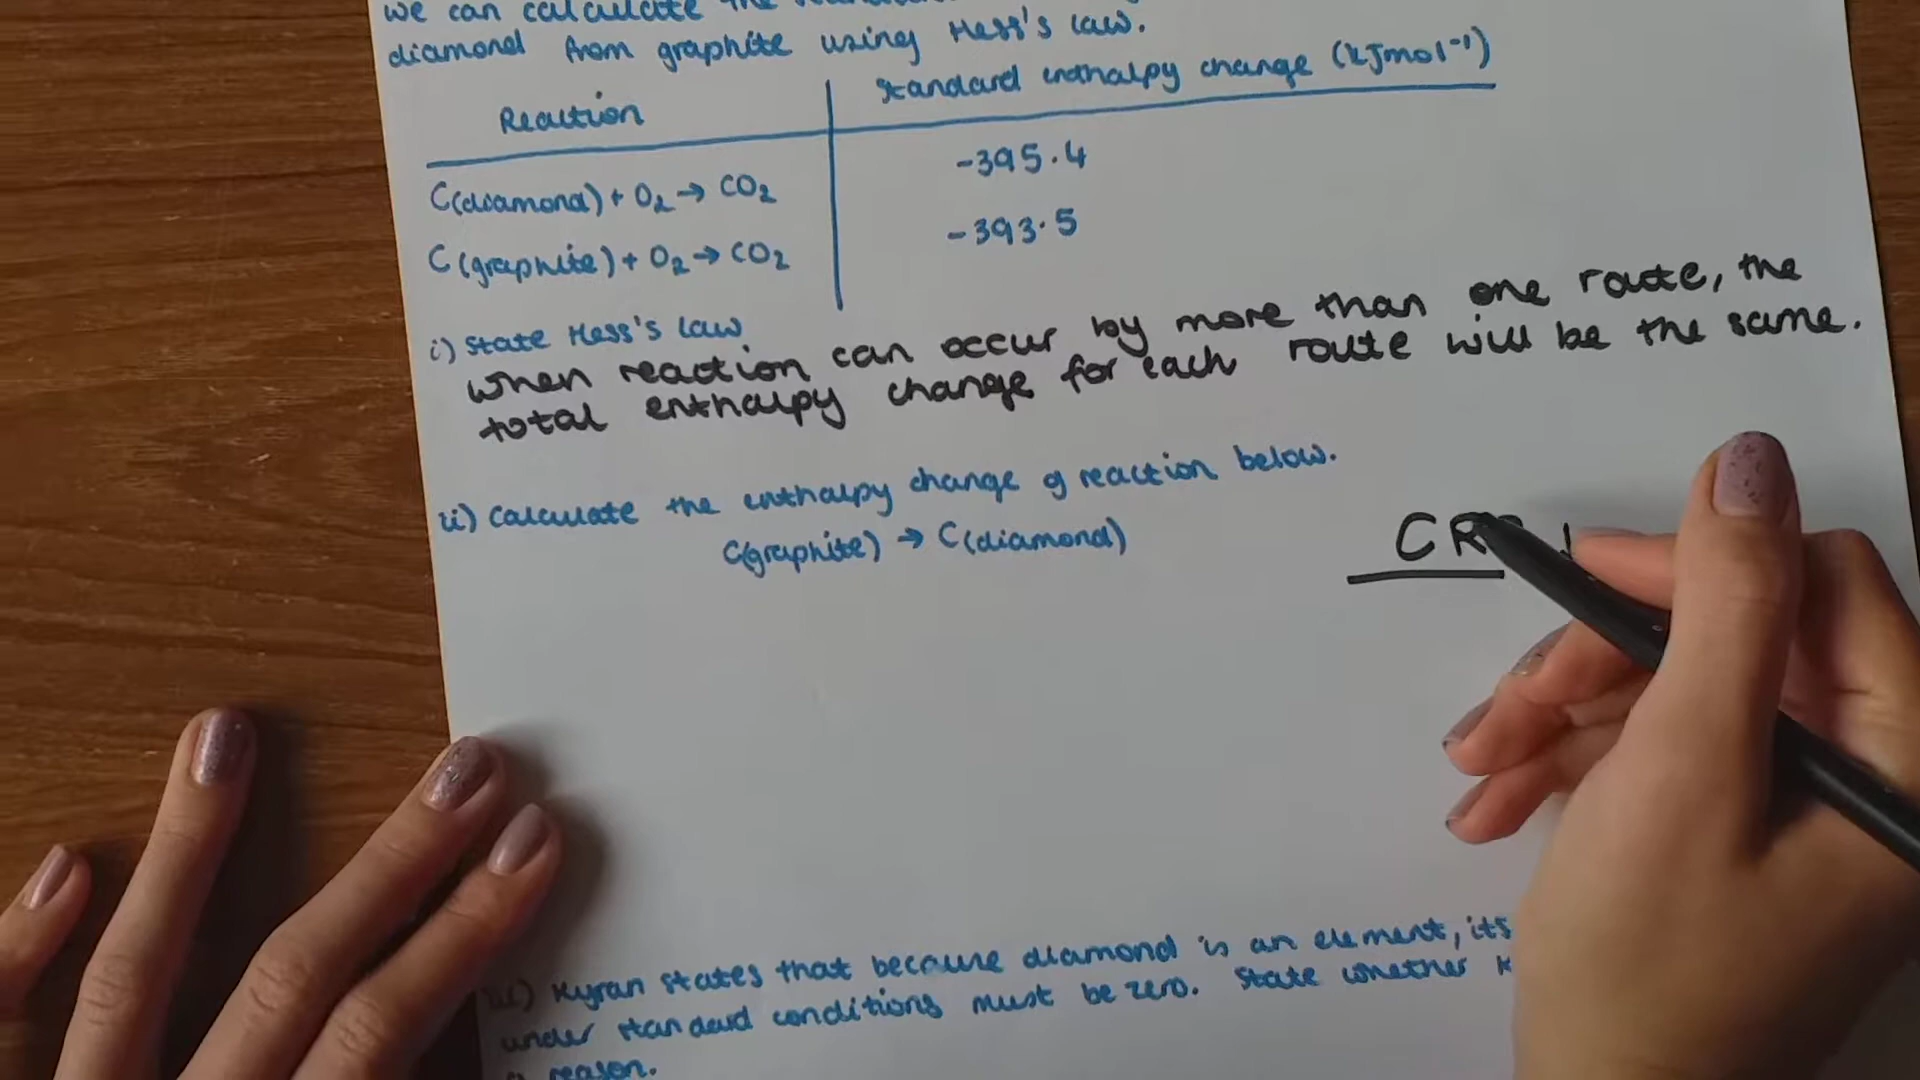 we can calculate the
diamond from graphite using Hess's law.
Reaction
standard enthalpy change (kJmol⁻¹)
C(diamond) + O₂ → CO₂
-395.4
C(graphite) + O₂ → CO₂
-393.5
i) State Hess's law
when reaction can occur by more than one route, the
total enthalpy change for each route will be the same.
ii) Calculate the enthalpy change of reaction below.
C(graphite) → C(diamond)
CR
Kyran states that because diamond is an element, its
under standard conditions must be zero. State whether
reason.